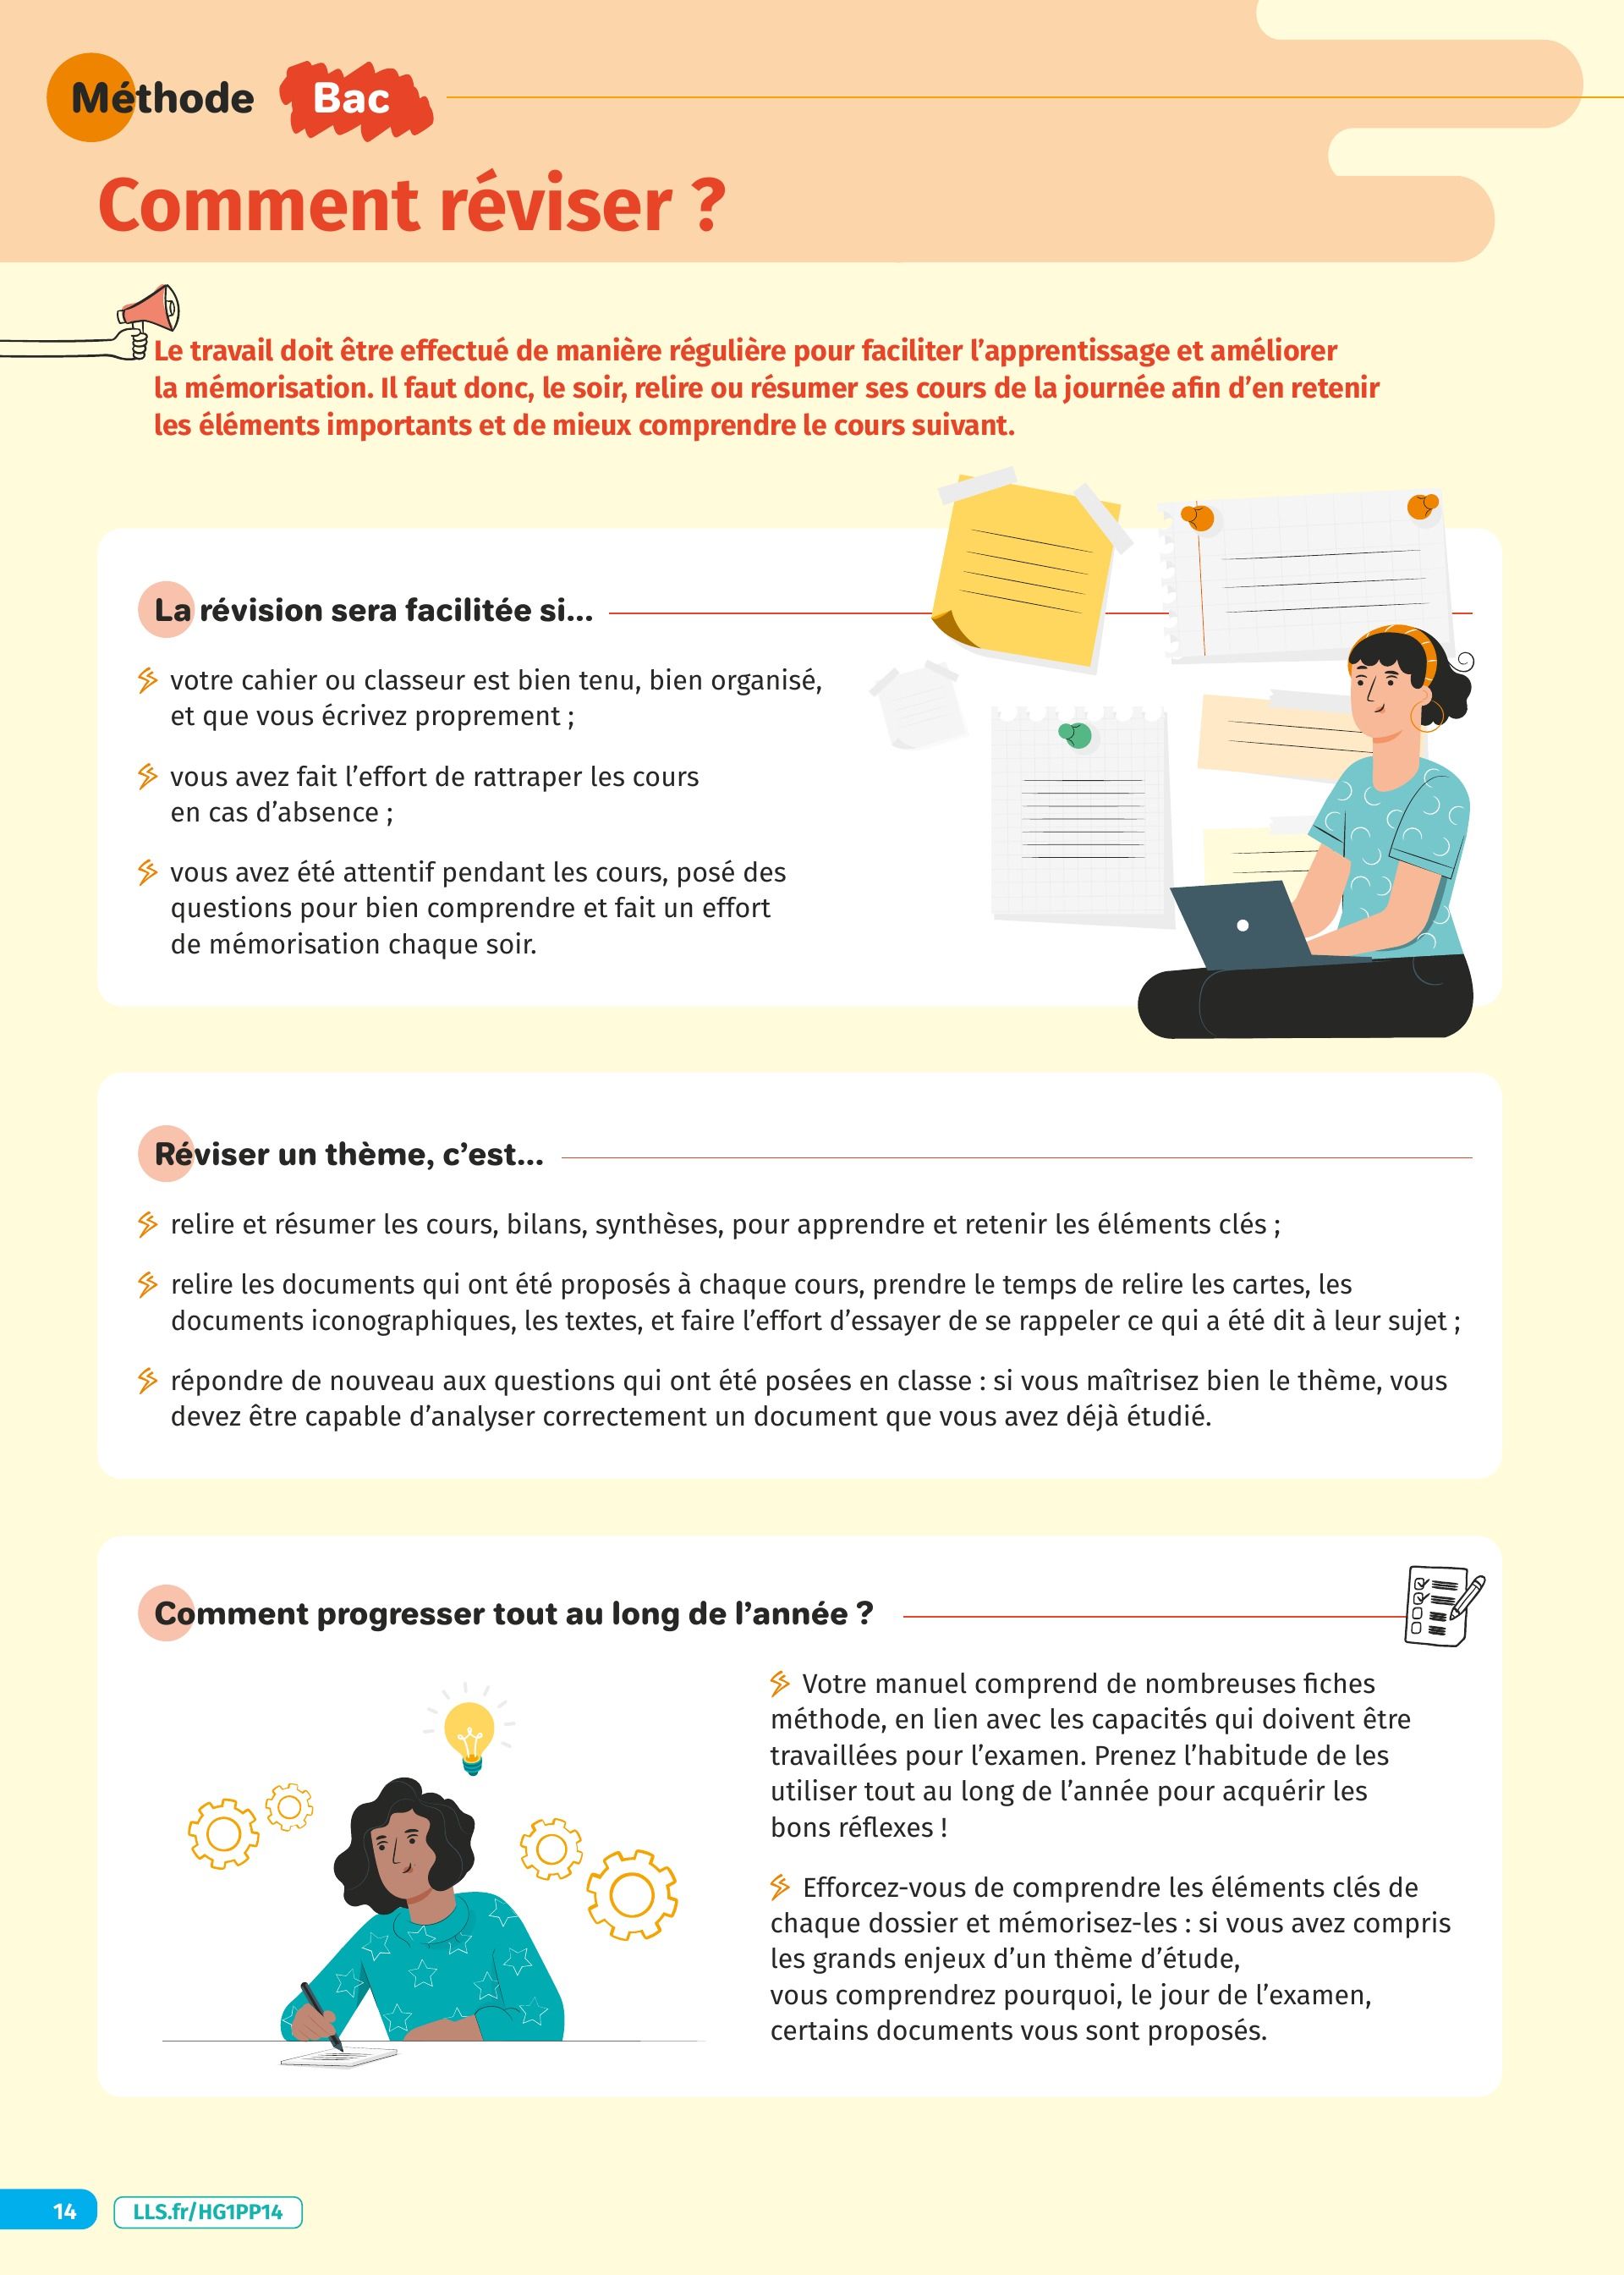 Méthode Bac
Comment réviser ?
Le travail doit être effectué de manière régulière pour faciliter l’apprentissage et améliorer
la mémorisation. Il faut donc, le soir, relire ou résumer ses cours de la journée afin d’en retenir
les éléments importants et de mieux comprendre le cours suivant.
La révision sera facilitée si...
votre cahier ou classeur est bien tenu, bien organisé,
et que vous écrivez proprement ;
vous avez fait l’effort de rattraper les cours
en cas d’absence ;
vous avez été attentif pendant les cours, posé des
questions pour bien comprendre et fait un effort
de mémorisation chaque soir.
Réviser un thème, c’est...
relire et résumer les cours, bilans, synthèses, pour apprendre et retenir les éléments clés ;
relire les documents qui ont été proposés à chaque cours, prendre le temps de relire les cartes, les
documents iconographiques, les textes, et faire l’effort d’essayer de se rappeler ce qui a été dit à leur sujet ;
répondre de nouveau aux questions qui ont été posées en classe : si vous maîtrisez bien le thème, vous
devez être capable d’analyser correctement un document que vous avez déjà étudié.
Comment progresser tout au long de l’année ?
Votre manuel comprend de nombreuses fiches
méthode, en lien avec les capacités qui doivent être
travaillées pour l’examen. Prenez l’habitude de les
utiliser tout au long de l’année pour acquérir les
bons réflexes !
Efforcez-vous de comprendre les éléments clés de
chaque dossier et mémorisez-les : si vous avez compris
les grands enjeux d’un thème d’étude,
vous comprendrez pourquoi, le jour de l’examen,
certains documents vous sont proposés.
14
LLS.fr/HG1PP14